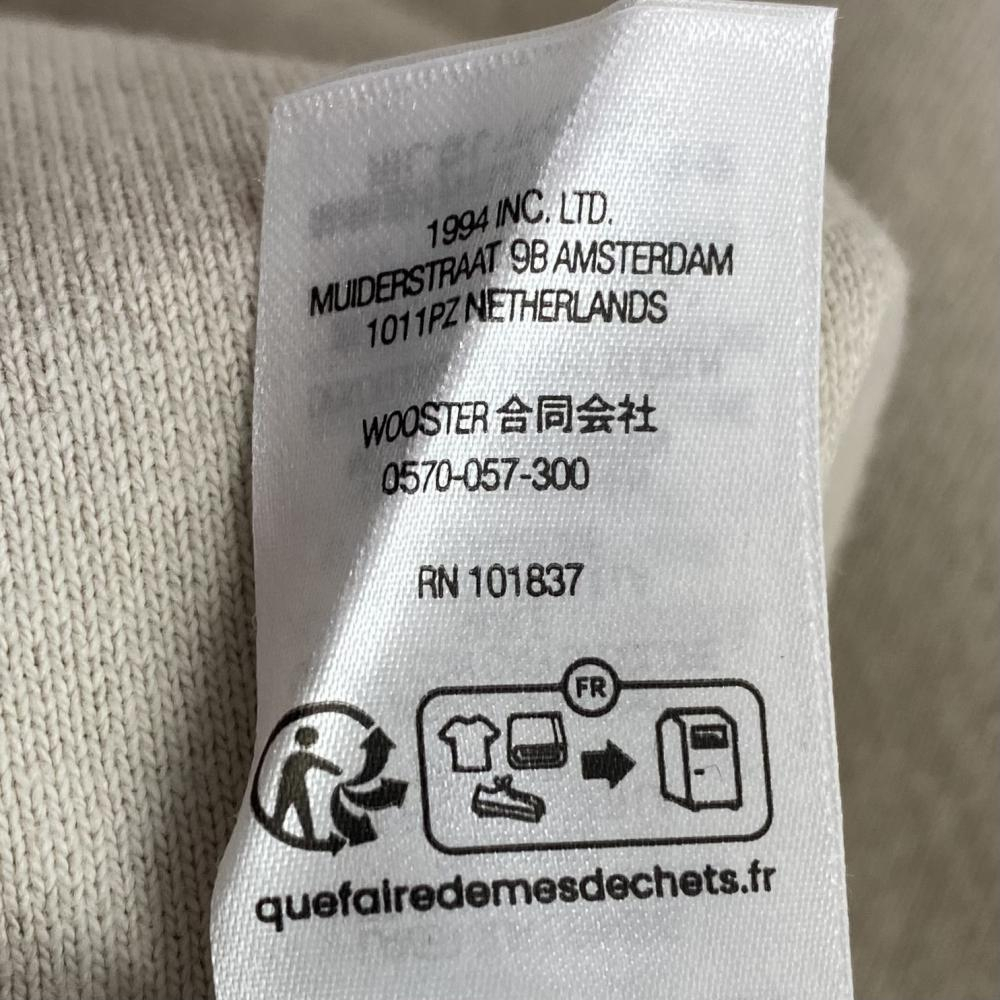 1994 INC. LTD.
MUIDERSTRAAT 9B AMSTERDAM
1011PZ NETHERLANDS
WOOSTER 合同会社
0570-057-300
RN 101837
FR
quefairedemesdechets.fr